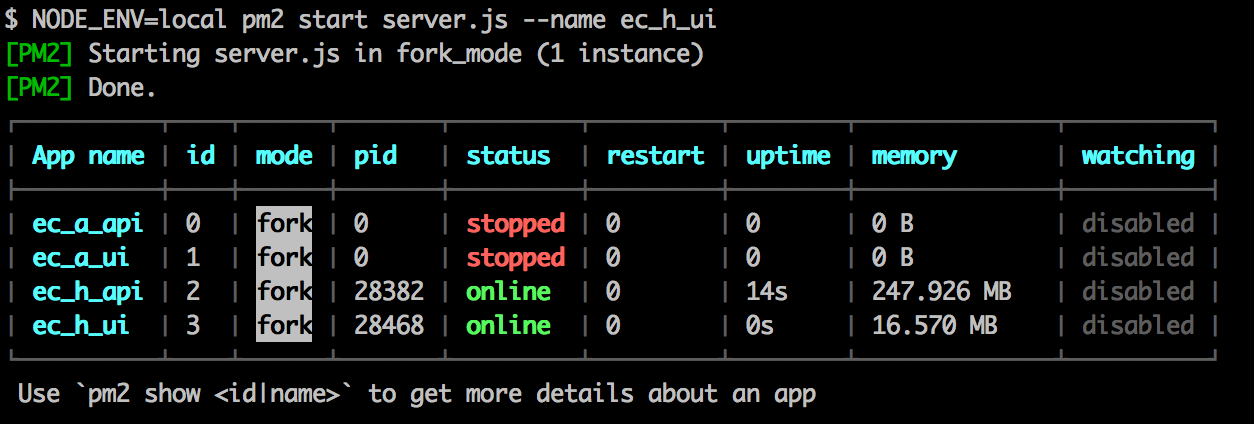 $ NODE_ENV=local pm2 start server.js --name ec_h_ui
[PM2] Starting server.js in fork_mode (1 instance)
[PM2] Done.
App name | id | mode | pid | status | restart | uptime | memory | watching
ec_a_api | 0 | fork | 0 | stopped | 0 | 0 | 0 B | disabled
ec_a_ui | 1 | fork | 0 | stopped | 0 | 0 | 0 B | disabled
ec_h_api | 2 | fork | 28382 | online | 0 | 14s | 247.926 MB | disabled
ec_h_ui | 3 | fork | 28468 | online | 0 | 0s | 16.570 MB | disabled
Use `pm2 show <id|name>` to get more details about an app